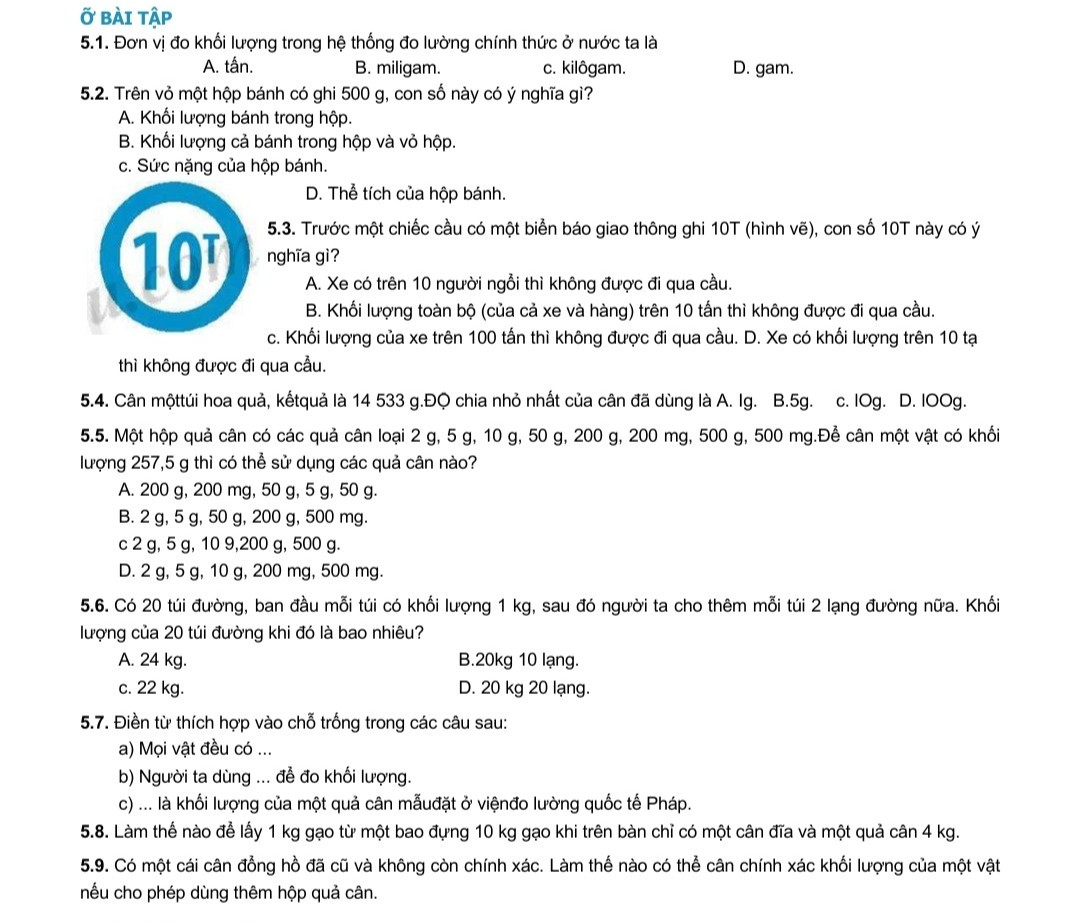 Ỡ BÀI TẬP
5.1. Đơn vị đo khối lượng trong hệ thống đo lường chính thức ở nước ta là
A. tấn. B. miligam. c. kilôgam. D. gam.
5.2. Trên vỏ một hộp bánh có ghi 500 g, con số này có ý nghĩa gì?
A. Khối lượng bánh trong hộp.
B. Khối lượng cả bánh trong hộp và vỏ hộp.
c. Sức nặng của hộp bánh.
D. Thể tích của hộp bánh.
10T
u.com
5.3. Trước một chiếc cầu có một biển báo giao thông ghi 10T (hình vẽ), con số 10T này có ý
nghĩa gì?
A. Xe có trên 10 người ngồi thì không được đi qua cầu.
B. Khối lượng toàn bộ (của cả xe và hàng) trên 10 tấn thì không được đi qua cầu.
c. Khối lượng của xe trên 100 tấn thì không được đi qua cầu. D. Xe có khối lượng trên 10 tạ
thì không được đi qua cầu.
5.4. Cân mộttúi hoa quả, kếtquả là 14 533 g.ĐỌ chia nhỏ nhất của cân đã dùng là A. lg. B.5g. c. lOg. D. lOOg.
5.5. Một hộp quả cân có các quả cân loại 2 g, 5 g, 10 g, 50 g, 200 g, 200 mg, 500 g, 500 mg.Để cân một vật có khối
lượng 257,5 g thì có thể sử dụng các quả cân nào?
A. 200 g, 200 mg, 50 g, 5 g, 50 g.
B. 2 g, 5 g, 50 g, 200 g, 500 mg.
c 2 g, 5 g, 10 9,200 g, 500 g.
D. 2 g, 5 g, 10 g, 200 mg, 500 mg.
5.6. Có 20 túi đường, ban đầu mỗi túi có khối lượng 1 kg, sau đó người ta cho thêm mỗi túi 2 lạng đường nữa. Khối
lượng của 20 túi đường khi đó là bao nhiêu?
A. 24 kg. B.20kg 10 lạng.
c. 22 kg. D. 20 kg 20 lạng.
5.7. Điền từ thích hợp vào chỗ trống trong các câu sau:
a) Mọi vật đều có ...
b) Người ta dùng ... để đo khối lượng.
c) ... là khối lượng của một quả cân mẫuđặt ở việnđo lường quốc tế Pháp.
5.8. Làm thế nào để lấy 1 kg gạo từ một bao đựng 10 kg gạo khi trên bàn chỉ có một cân đĩa và một quả cân 4 kg.
5.9. Có một cái cân đồng hồ đã cũ và không còn chính xác. Làm thế nào có thể cân chính xác khối lượng của một vật
nếu cho phép dùng thêm hộp quả cân.